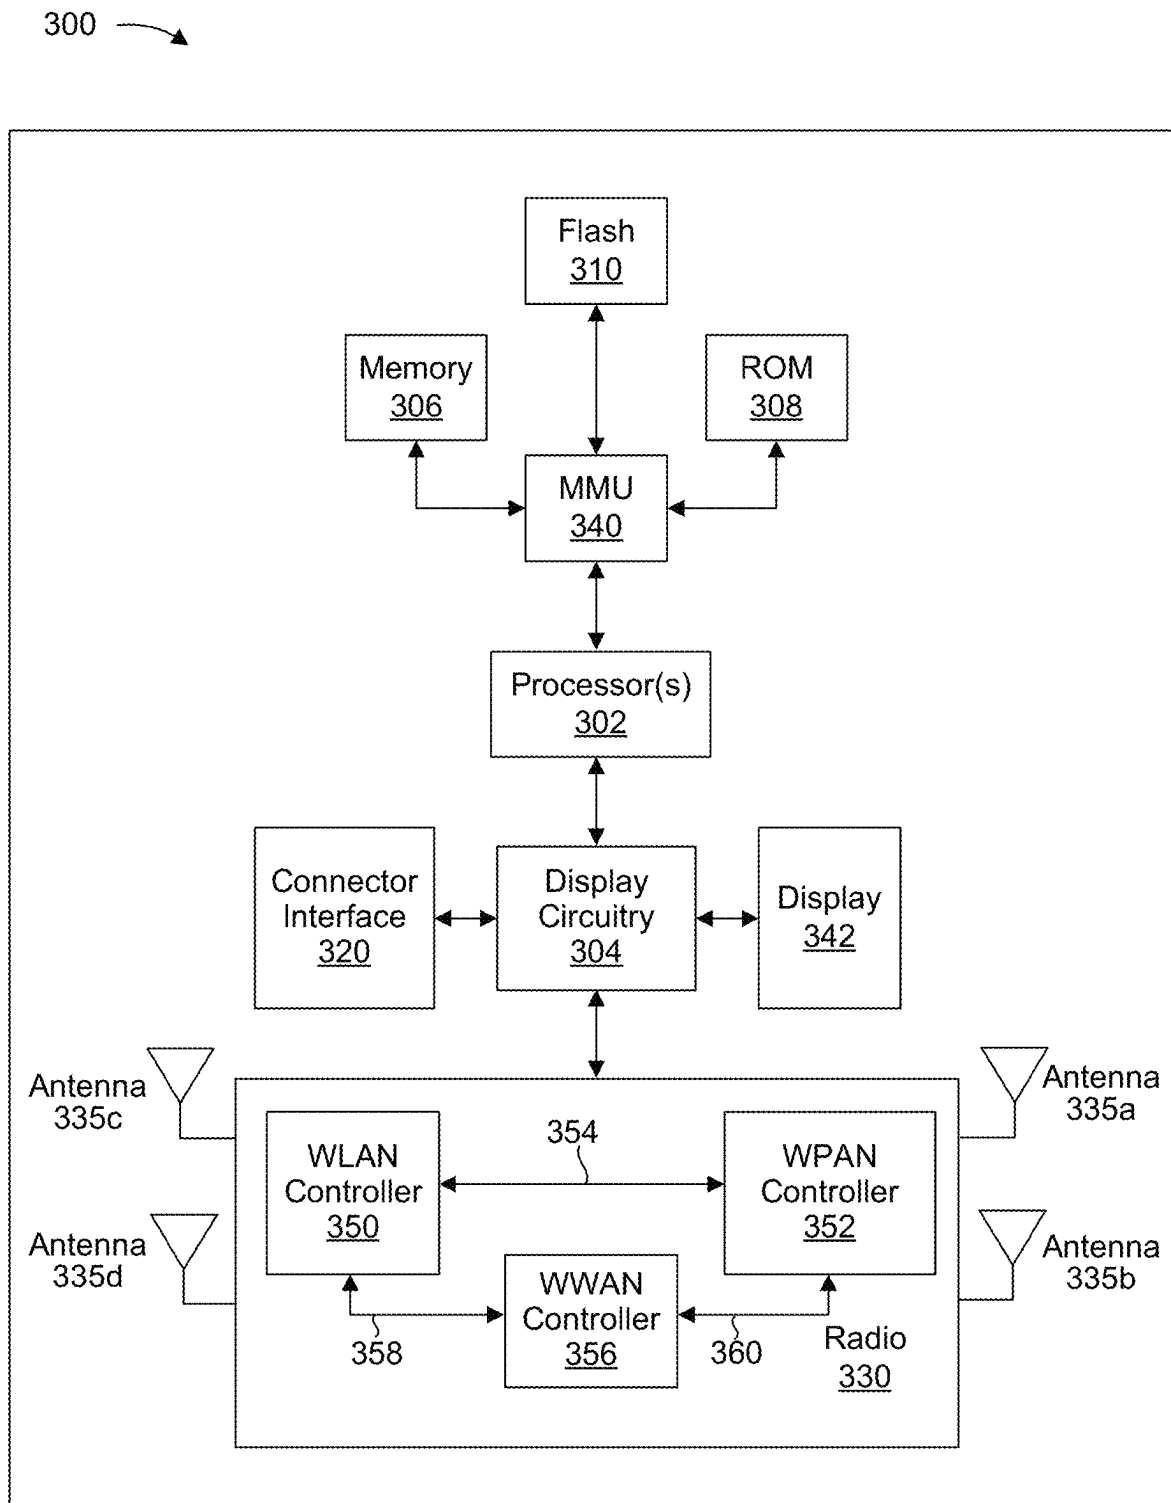 300
Flash
310
Memory
306
ROM
308
MMU
340
Processor(s)
302
Connector
Interface
320
Display
Circuitry
304
Display
342
Antenna
335c
Antenna
335a
WLAN
Controller
350
354
WPAN
Controller
352
Antenna
335d
Antenna
335b
WWAN
Controller
356
358
360
Radio
330